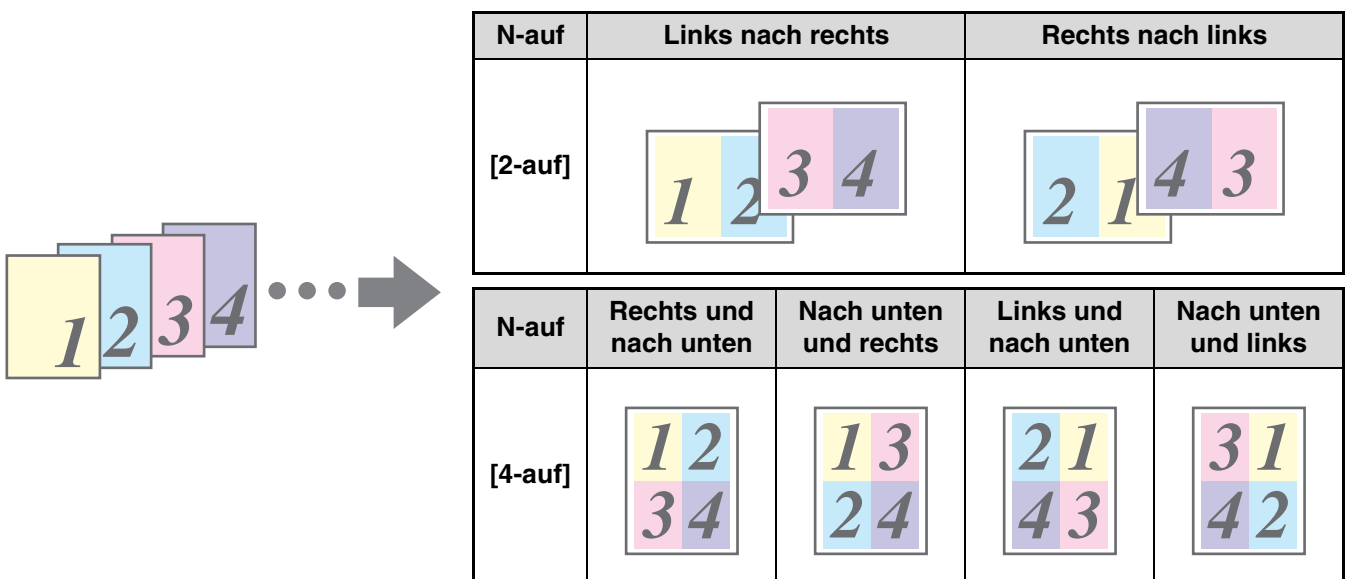 N-auf Links nach rechts Rechts nach links
[2-auf]
1 2 3 4
2 1 4 3
1 2 3 4
N-auf
Rechts und nach unten
Nach unten und rechts
Links und nach unten
Nach unten und links
[4-auf]
1 2
3 4
1 3
2 4
2 1
4 3
3 1
4 2